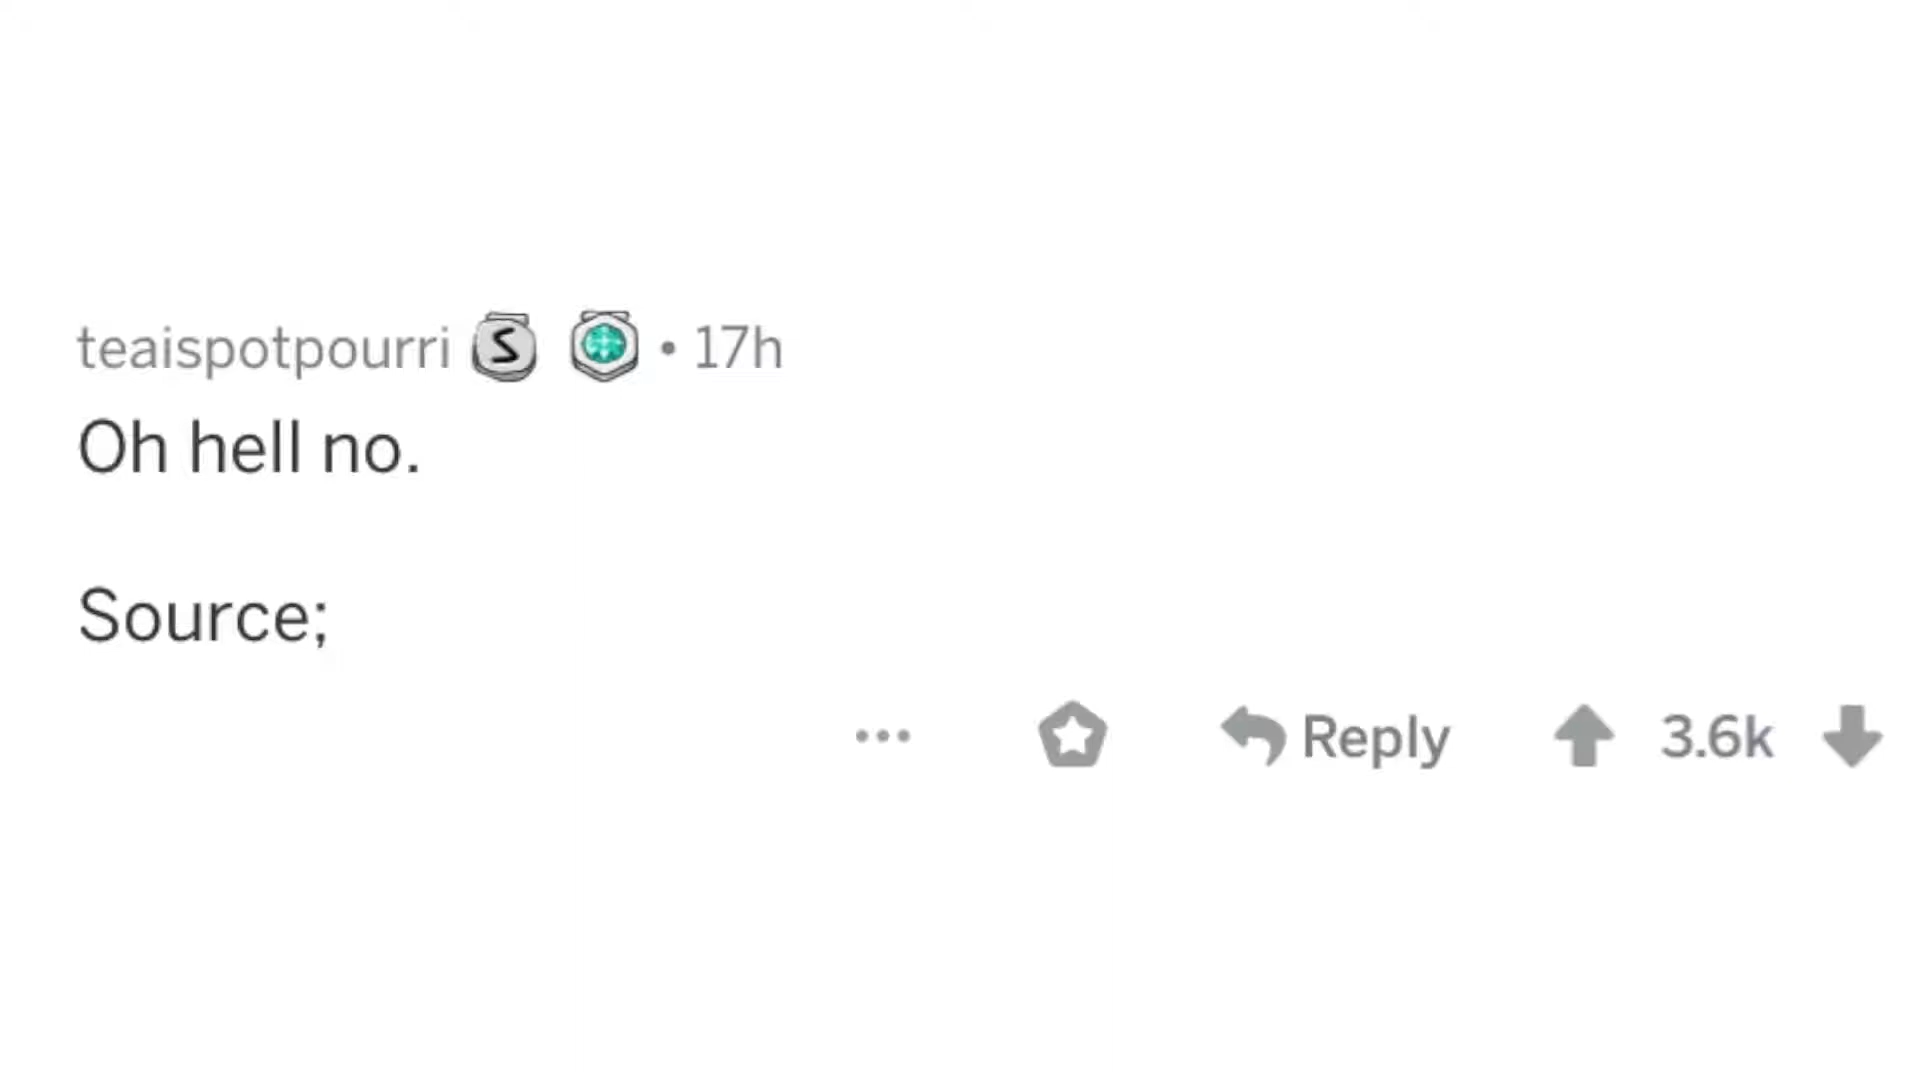 teaispotpourri S • 17h
Oh hell no.
Source;
Reply 3.6k